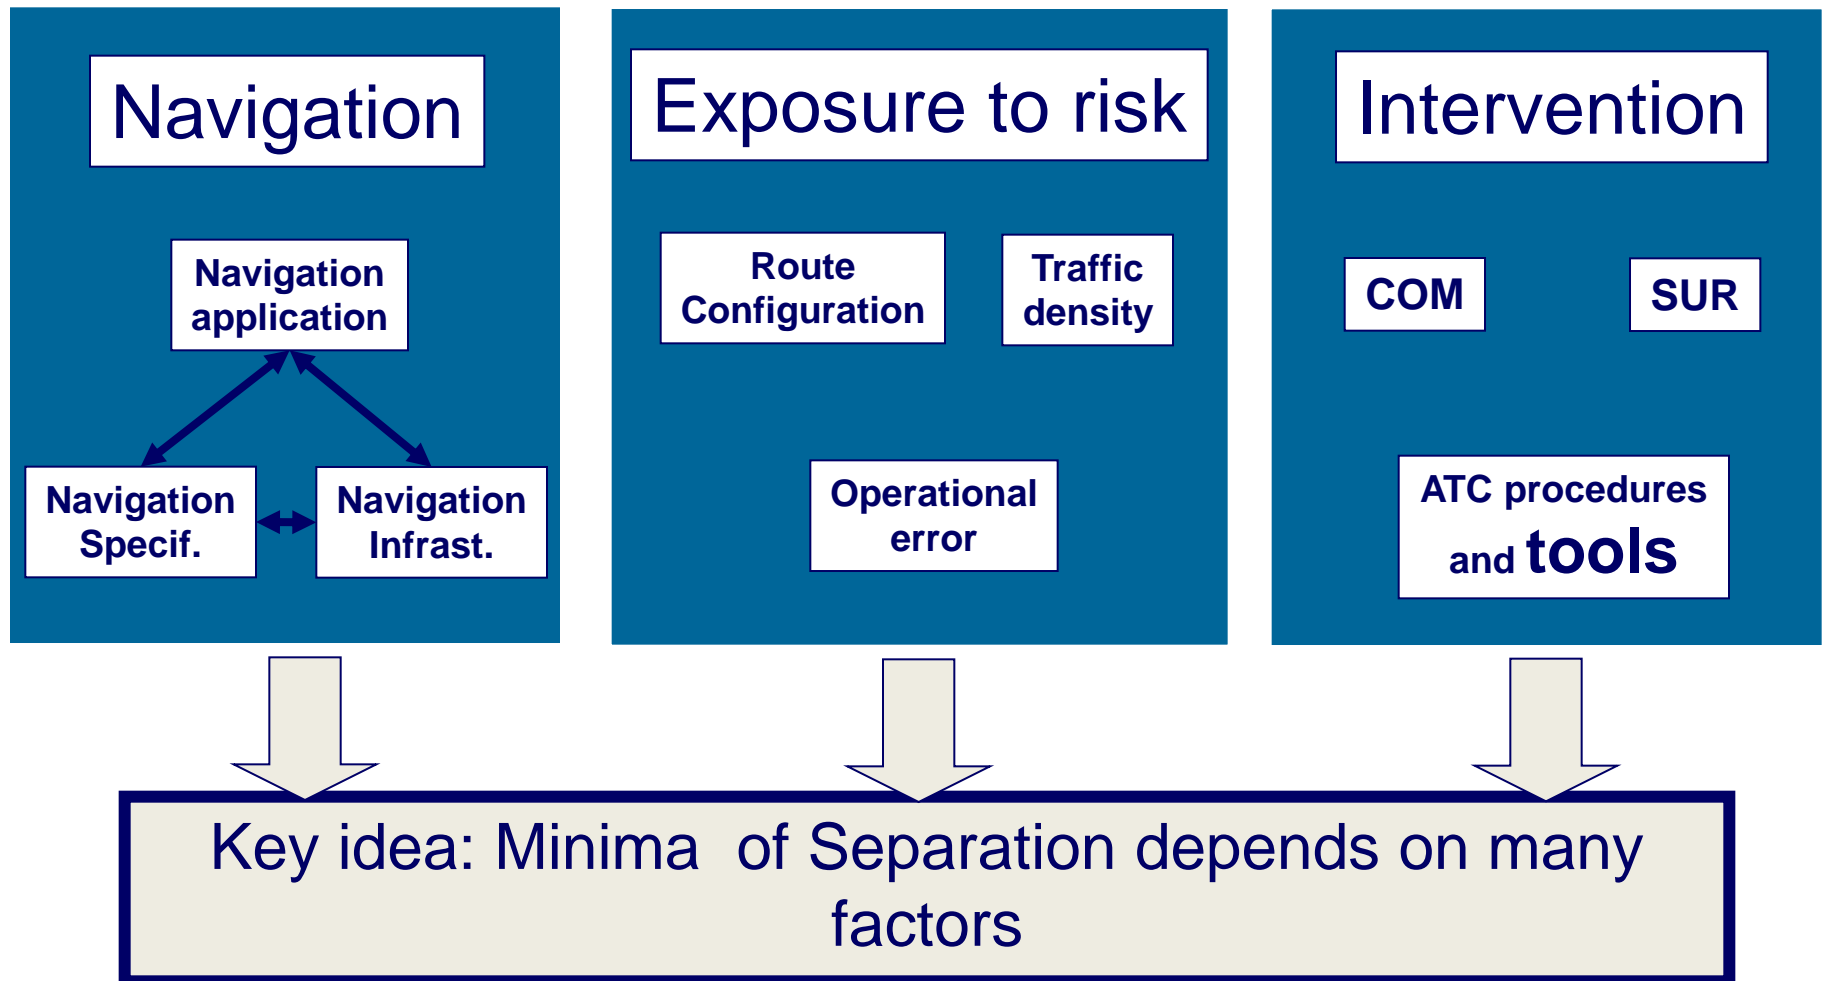 Navigation
Navigation
application
Navigation
Specif.
Navigation
Infrast.
Exposure to risk
Route
Configuration
Traffic
density
Operational
error
Intervention
COM
SUR
ATC procedures
and tools
Key idea: Minima  of Separation depends on many
factors